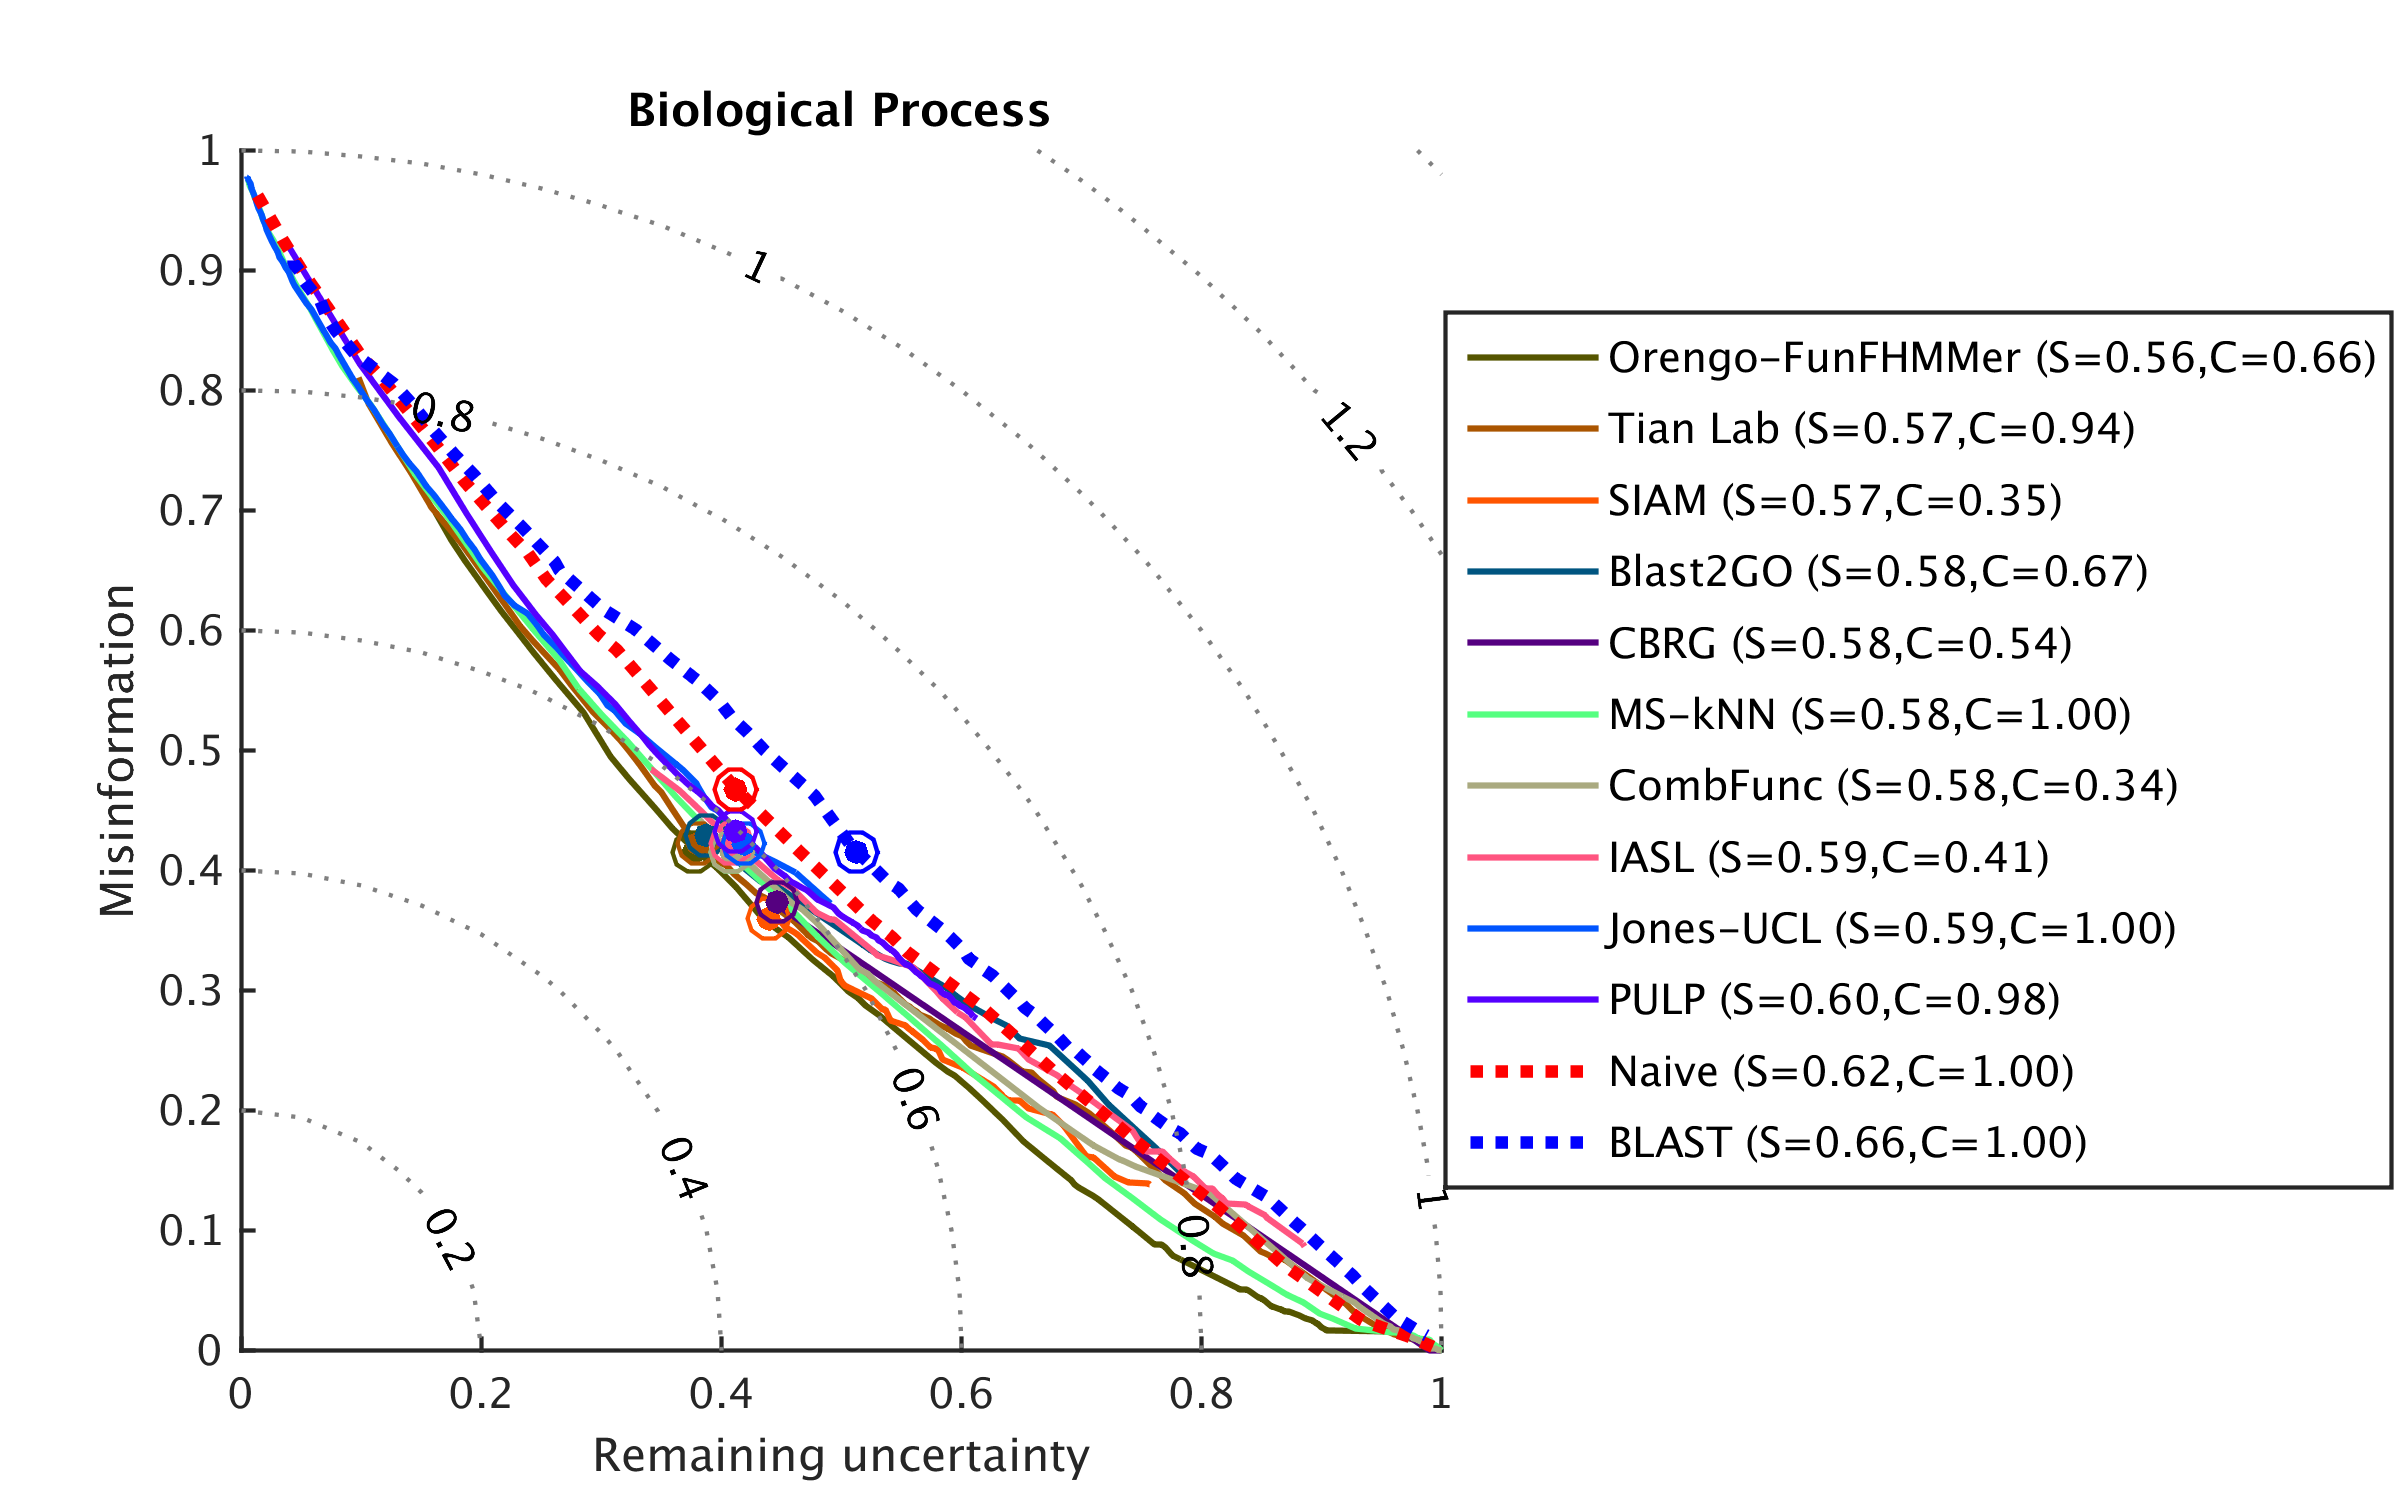 Biological Process
1
0.9
0.8
0.7
0.6
0.5
0.4
0.3
0.2
0.1
0
Misinformation
0 0.2 0.4 0.6 0.8 1
Remaining uncertainty
1
0.8
1.2
0.6
0.4
0.2
0.8
1
Orengo-FunFHMMer (S=0.56,C=0.66)
Tian Lab (S=0.57,C=0.94)
SIAM (S=0.57,C=0.35)
Blast2GO (S=0.58,C=0.67)
CBRG (S=0.58,C=0.54)
MS-kNN (S=0.58,C=1.00)
CombFunc (S=0.58,C=0.34)
IASL (S=0.59,C=0.41)
Jones-UCL (S=0.59,C=1.00)
PULP (S=0.60,C=0.98)
Naive (S=0.62,C=1.00)
BLAST (S=0.66,C=1.00)